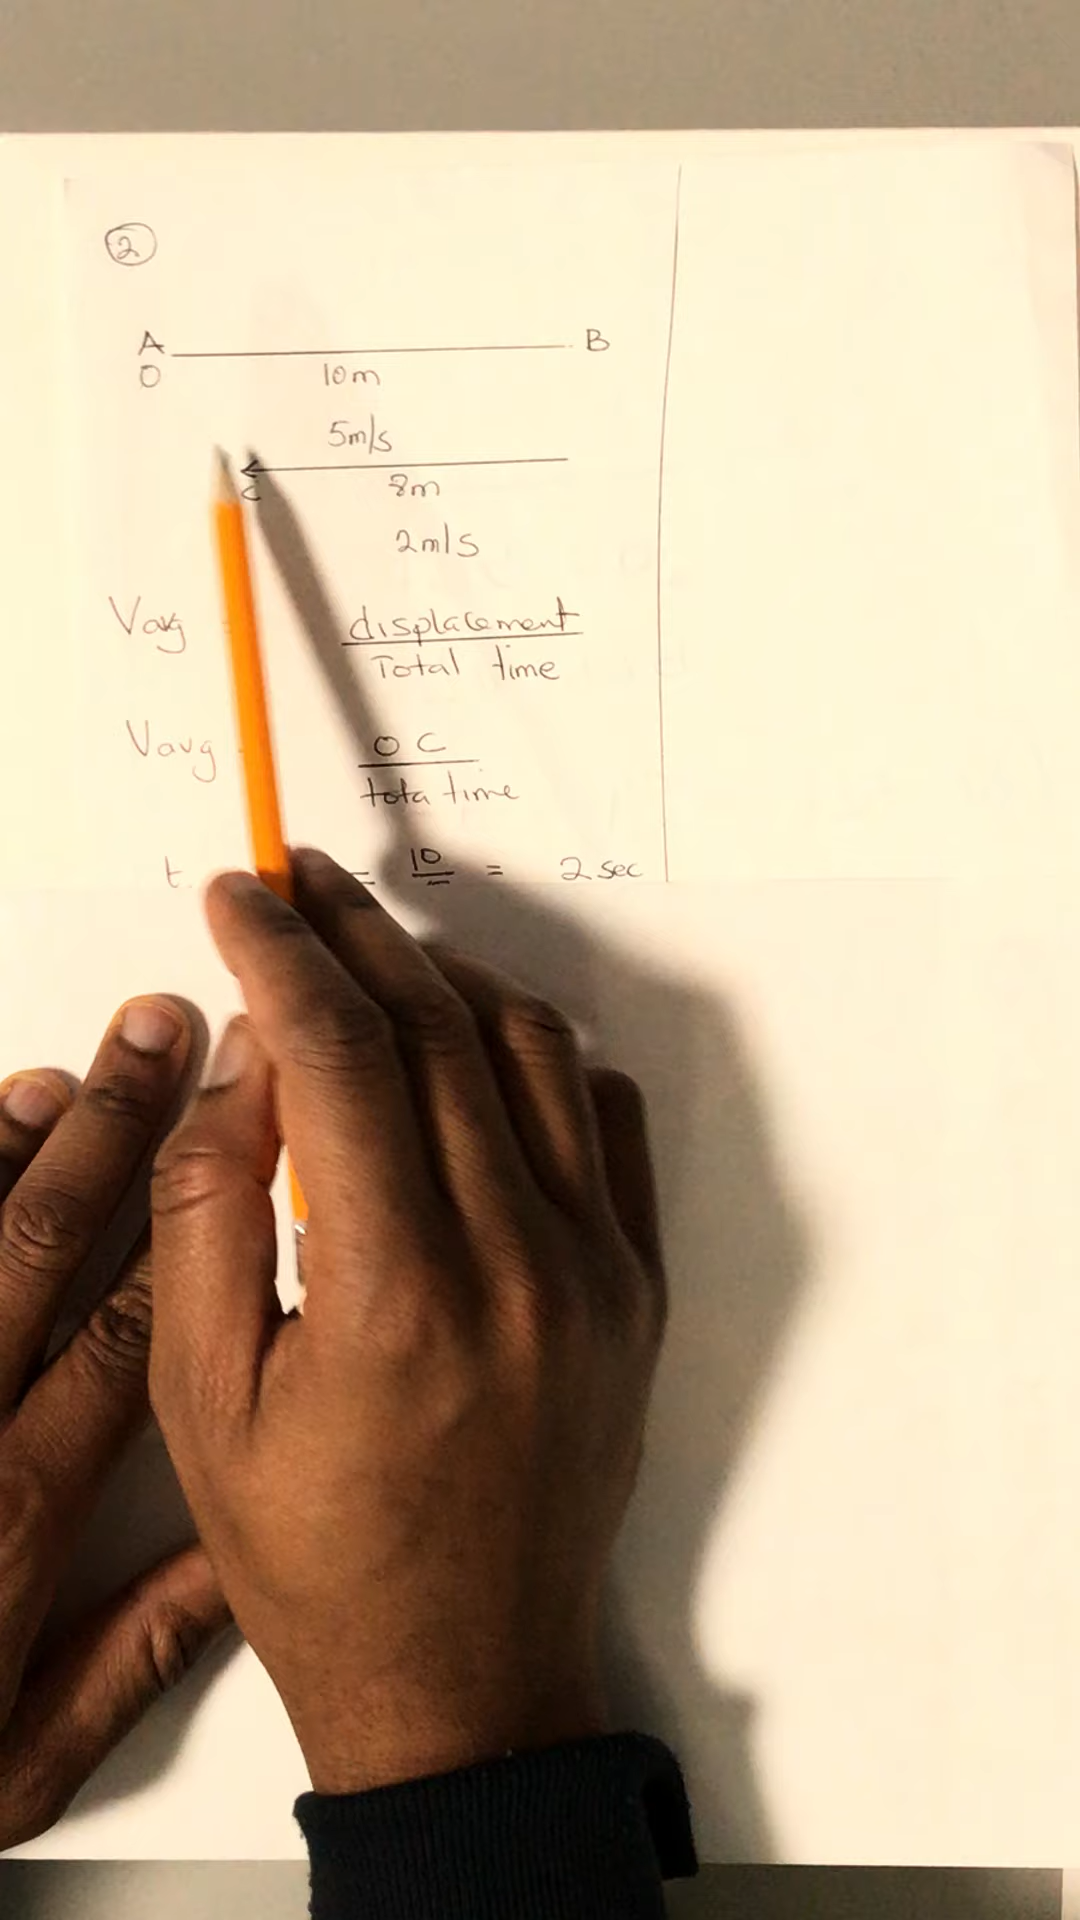 2
A B
O 10m
5m/s
C 8m
2m/s
Vavg displacement
Total time
Vavg OC
tota time
t. = 10 = 2 sec